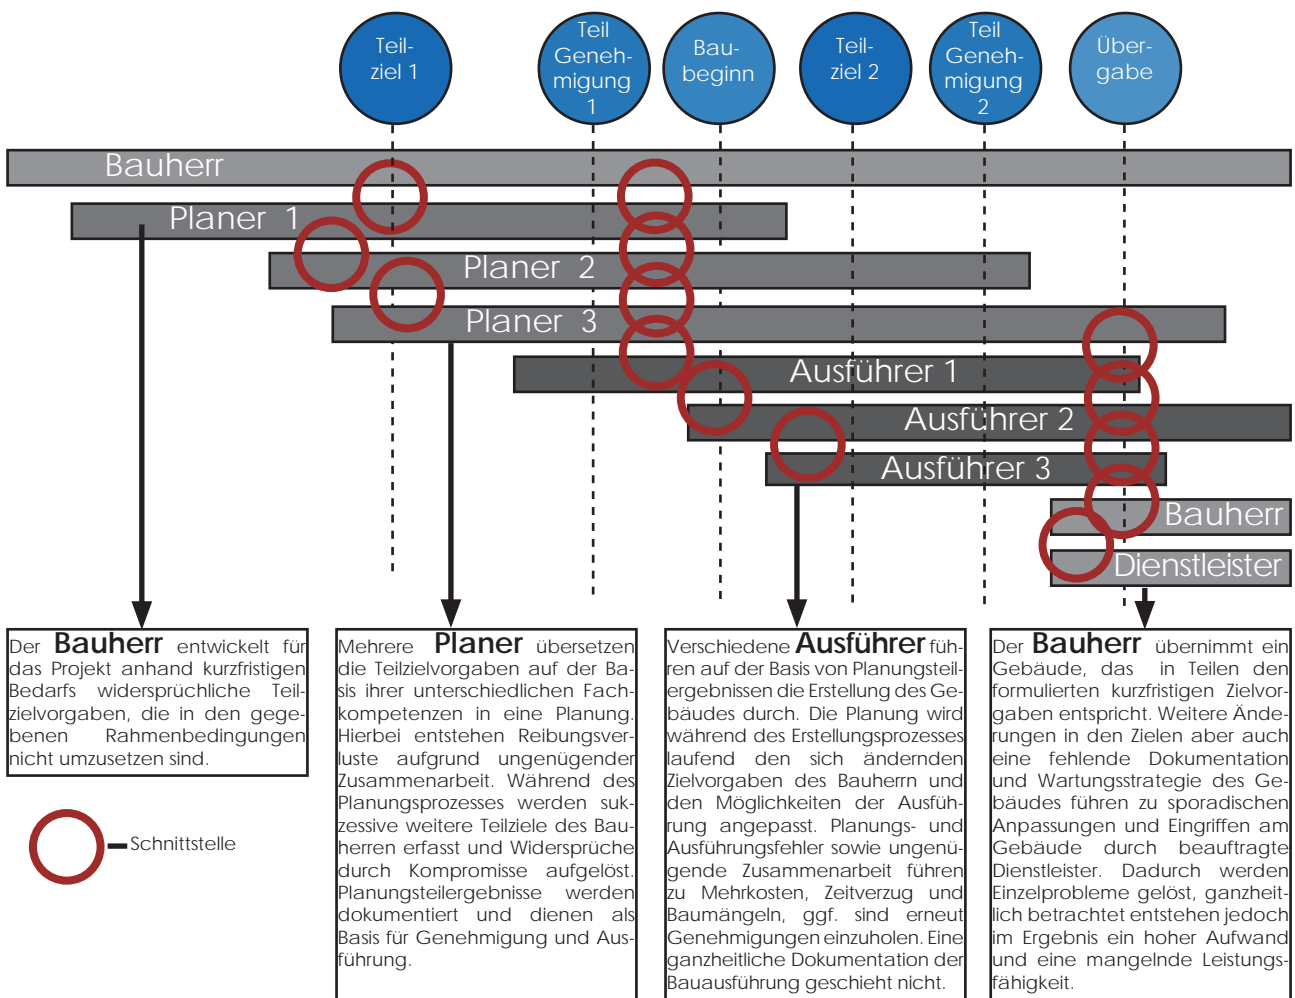 Teil-
ziel 1
Teil
Geneh-
migung
1
Bau-
beginn
Teil-
ziel 2
Teil
Geneh-
migung
2
Über-
gabe
Bauherr
Planer 1
Planer 2
Planer 3
Ausführer 1
Ausführer 2
Ausführer 3
Bauherr
Dienstleister
Der Bauherr entwickelt für
das Projekt anhand kurzfristigen
Bedarfs widersprüchliche Teil-
zielvorgaben, die in den gege-
benen Rahmenbedingungen
nicht umzusetzen sind.
Mehrere Planer übersetzen
die Teilzielvorgaben auf der Ba-
sis ihrer unterschiedlichen Fach-
kompetenzen in eine Planung.
Hierbei entstehen Reibungsver-
luste aufgrund ungenügender
Zusammenarbeit. Während des
Planungsprozesses werden suk-
zessive weitere Teilziele des Bau-
herren erfasst und Widersprüche
durch Kompromisse aufgelöst.
Planungsteilergebnisse werden
dokumentiert und dienen als
Basis für Genehmigung und Aus-
führung.
Verschiedene Ausführer füh-
ren auf der Basis von Planungsteil-
ergebnissen die Erstellung des Ge-
bäudes durch. Die Planung wird
während des Erstellungsprozesses
laufend den sich ändernden
Zielvorgaben des Bauherrn und
den Möglichkeiten der Ausfüh-
rung angepasst. Planungs- und
Ausführungsfehler sowie ungenü-
gende Zusammenarbeit führen
zu Mehrkosten, Zeitverzug und
Baumängeln, ggf. sind erneut
Genehmigungen einzuholen. Eine
ganzheitliche Dokumentation der
Bauausführung geschieht nicht.
Der Bauherr übernimmt ein
Gebäude, das in Teilen den
formulierten kurzfristigen Zielvor-
gaben entspricht. Weitere Ände-
rungen in den Zielen aber auch
eine fehlende Dokumentation
und Wartungsstrategie des Ge-
bäudes führen zu sporadischen
Anpassungen und Eingriffen am
Gebäude durch beauftragte
Dienstleister. Dadurch werden
Einzelprobleme gelöst, ganzheit-
lich betrachtet entstehen jedoch
im Ergebnis ein hoher Aufwand
und eine mangelnde Leistungs-
fähigkeit.
Schnittstelle